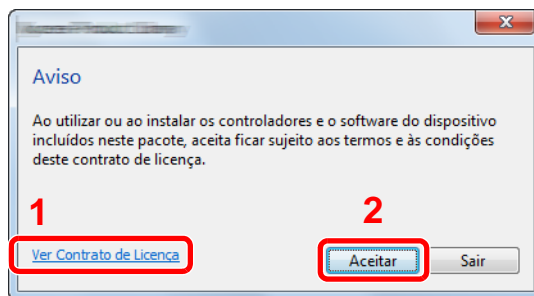 Aviso
Ao utilizar ou ao instalar os controladores e o software do dispositivo
incluídos neste pacote, aceita ficar sujeito aos termos e às condições
deste contrato de licença.
1
2
Ver Contrato de Licença
Aceitar
Sair